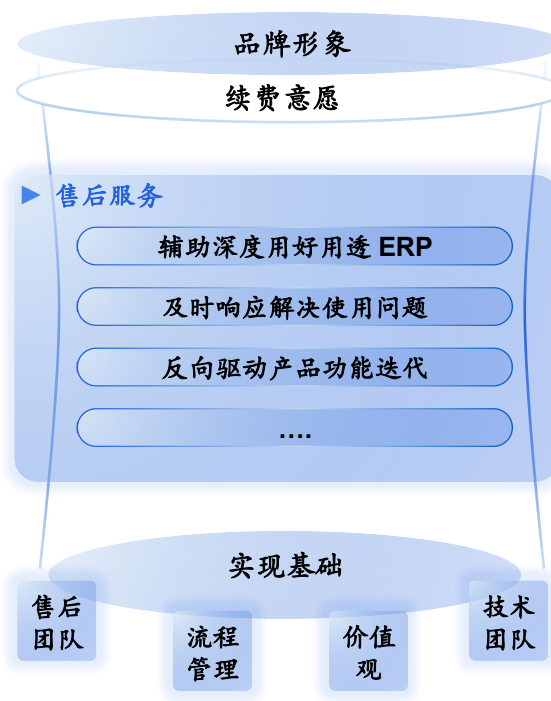 品牌形象
续费意愿
售后服务
辅助深度用好用透 ERP
及时响应解决使用问题
反向驱动产品功能迭代
....
实现基础
售后
团队
流程
管理
价值
观
技术
团队